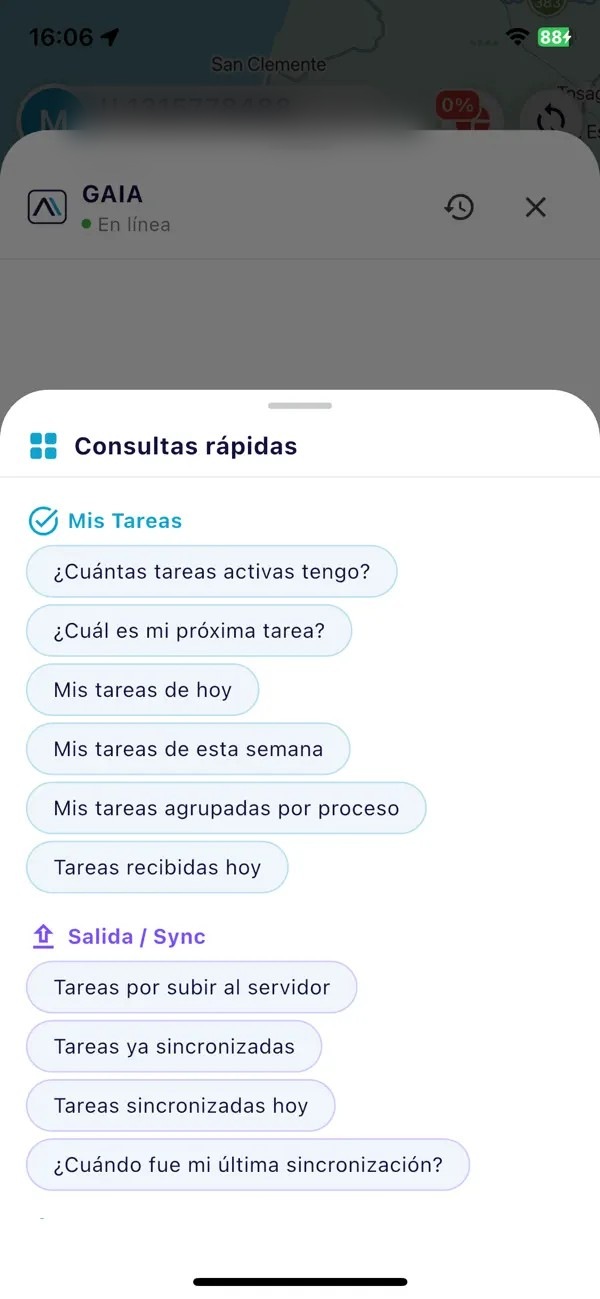 16:06
88
383
San Clemente
Tosag
M
0%
Es
GAIA
En línea
Consultas rápidas
Mis Tareas
¿Cuántas tareas activas tengo?
¿Cuál es mi próxima tarea?
Mis tareas de hoy
Mis tareas de esta semana
Mis tareas agrupadas por proceso
Tareas recibidas hoy
Salida / Sync
Tareas por subir al servidor
Tareas ya sincronizadas
Tareas sincronizadas hoy
¿Cuándo fue mi última sincronización?